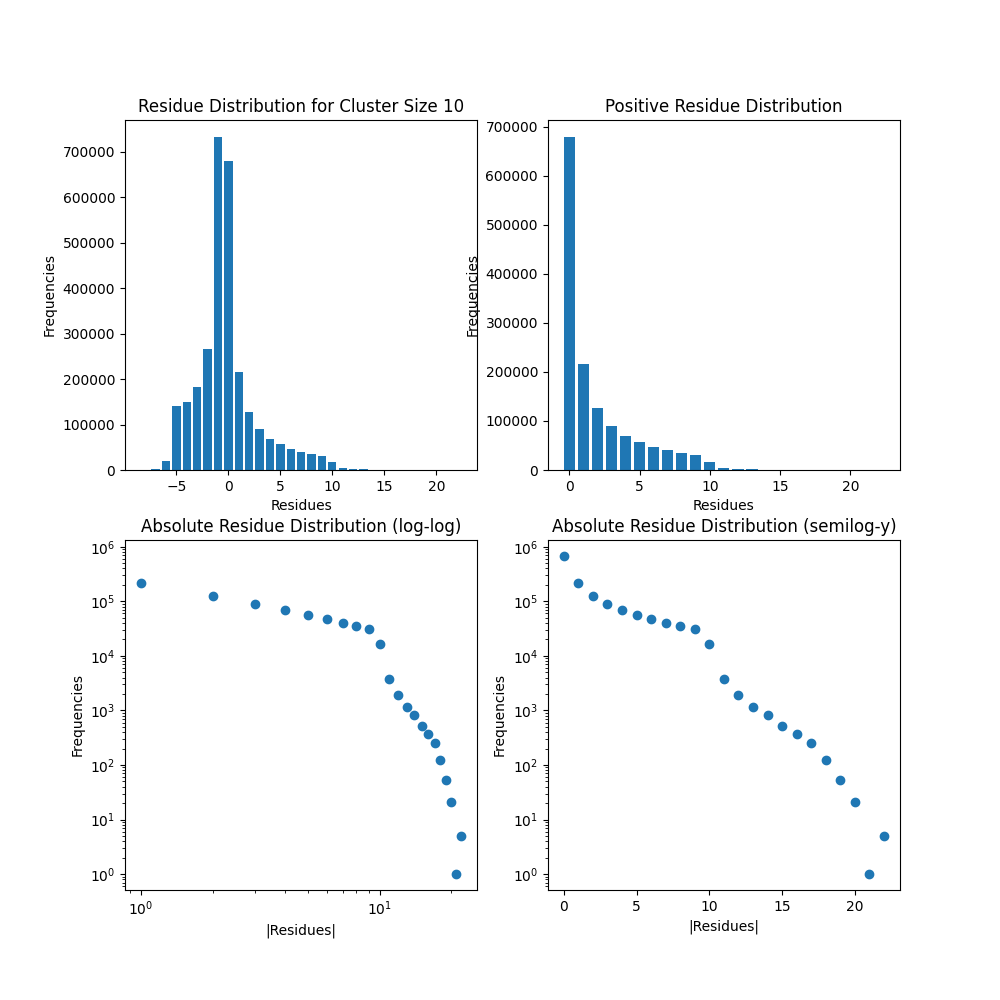 Residue Distribution for Cluster Size 10
Frequencies
700000
600000
500000
400000
300000
200000
100000
0
−5 0 5 10 15 20
Residues
Positive Residue Distribution
Frequencies
700000
600000
500000
400000
300000
200000
100000
0
0 5 10 15 20
Residues
Absolute Residue Distribution (log-log)
Frequencies
10⁶
10⁵
10⁴
10³
10²
10¹
10⁰
10⁰ 10¹
|Residues|
Absolute Residue Distribution (semilog-y)
Frequencies
10⁶
10⁵
10⁴
10³
10²
10¹
10⁰
0 5 10 15 20
|Residues|